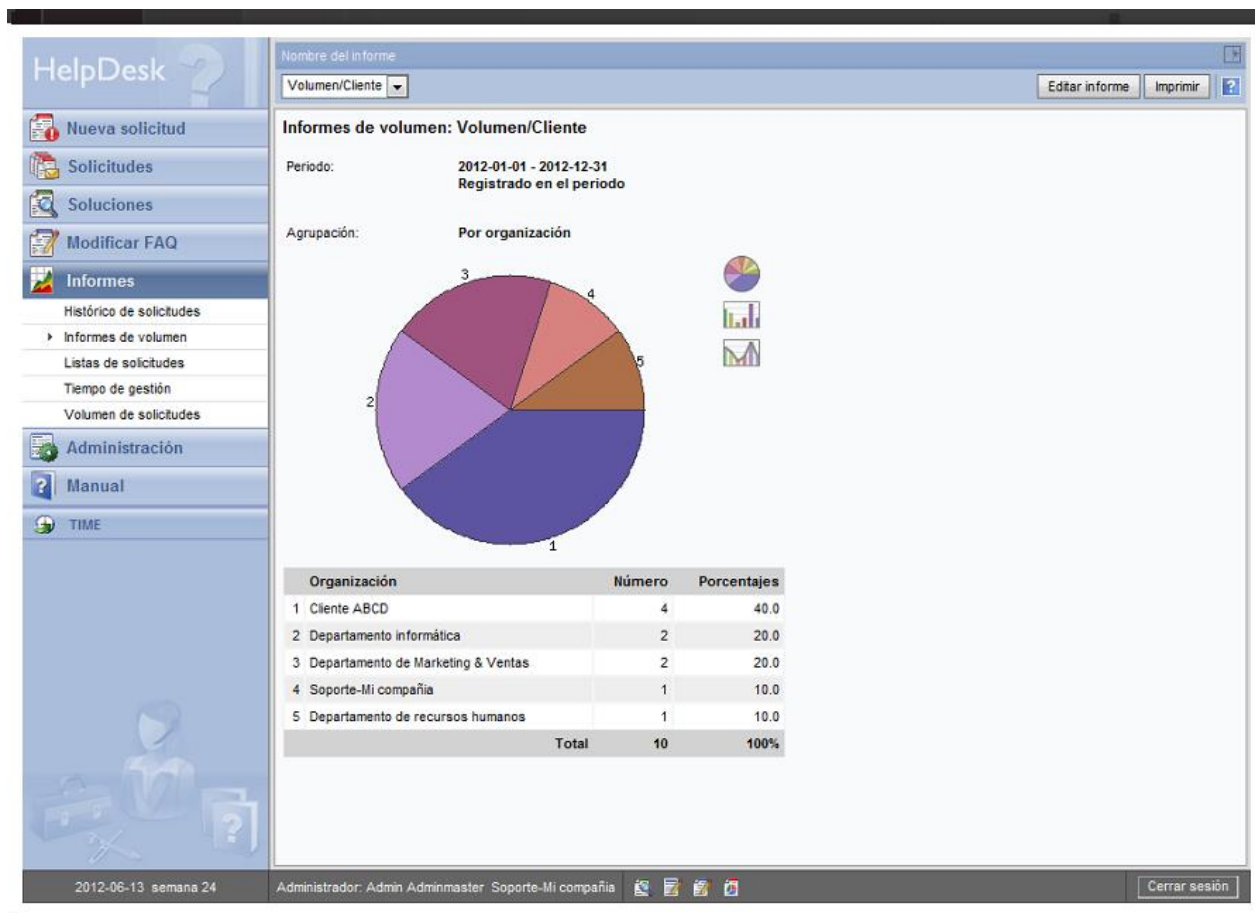 HelpDesk
Nueva solicitud
Solicitudes
Soluciones
Modificar FAQ
Informes
Histórico de solicitudes
Informes de volumen
Listas de solicitudes
Tiempo de gestión
Volumen de solicitudes
Administración
Manual
TIME
Nombre del informe
Volumen/Cliente
Editar informe Imprimir ?
Informes de volumen: Volumen/Cliente
Periodo: 2012-01-01 - 2012-12-31
Registrado en el periodo
Agrupación: Por organización
3
4
5
2
1
Organización Número Porcentajes
1 Cliente ABCD 4 40.0
2 Departamento informática 2 20.0
3 Departamento de Marketing & Ventas 2 20.0
4 Soporte-Mi compañia 1 10.0
5 Departamento de recursos humanos 1 10.0
Total 10 100%
2012-06-13 semana 24
Administrador: Admin Adminmaster Soporte-Mi compañia
Cerrar sesión